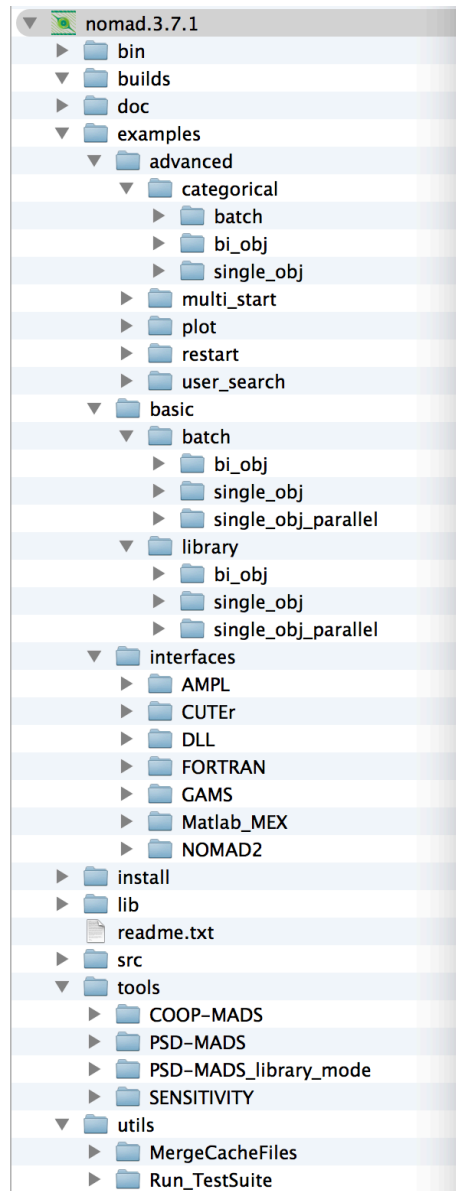 nomad.3.7.1
bin
builds
doc
examples
advanced
categorical
batch
bi_obj
single_obj
multi_start
plot
restart
user_search
basic
batch
bi_obj
single_obj
single_obj_parallel
library
bi_obj
single_obj
single_obj_parallel
interfaces
AMPL
CUTEr
DLL
FORTRAN
GAMS
Matlab_MEX
NOMAD2
install
lib
readme.txt
src
tools
COOP-MADS
PSD-MADS
PSD-MADS_library_mode
SENSITIVITY
utils
MergeCacheFiles
Run_TestSuite